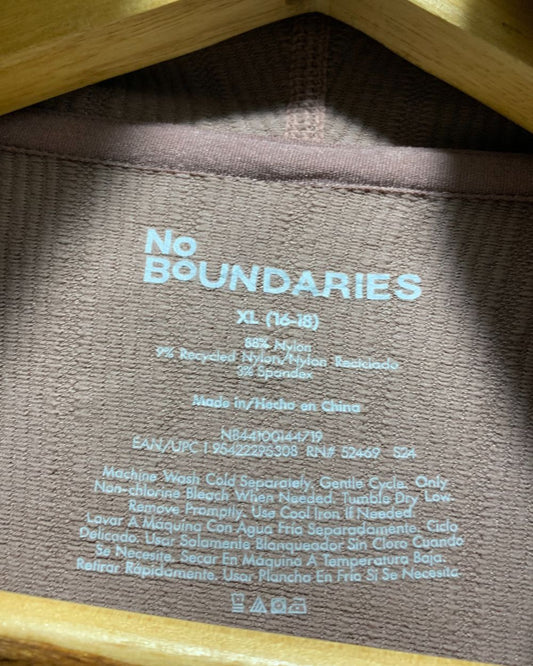 No
BOUNDARIES
XL (16-18)
88% Nylon
9% Recycled Nylon/Nylon Reciclado
3% Spandex
Made in/Hecho en China
NB44100144719
EAN/UPC 1 95422295308 RN# 52469 S24
Machine Wash Cold Separately, Gentle Cycle. Only
Non-chlorine Bleach When Needed. Tumble Dry Low.
Remove Promptly. Use Cool Iron If Needed.
Lavar A Máquina Con Agua Fría Separadamente. Ciclo
Delicado. Usar Solamente Blanqueador Sin Cloro Cuando
Se Necesite. Secar En Máquina A Temperatura Baja.
Retirar Rápidamente. Usar Plancha En Frío Si Se Necesita.